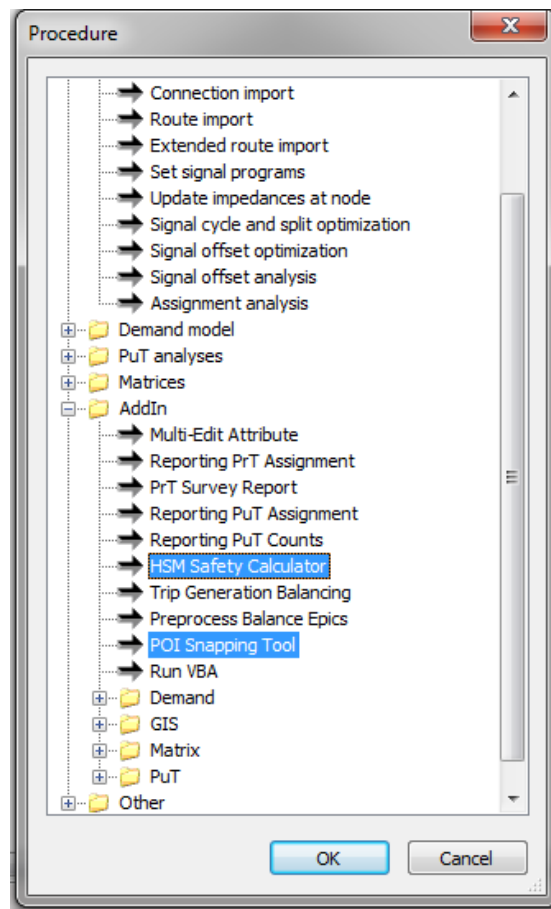 Procedure
Connection import
Route import
Extended route import
Set signal programs
Update impedances at node
Signal cycle and split optimization
Signal offset optimization
Signal offset analysis
Assignment analysis
Demand model
PuT analyses
Matrices
AddIn
Multi-Edit Attribute
Reporting PrT Assignment
PrT Survey Report
Reporting PuT Assignment
Reporting PuT Counts
HSM Safety Calculator
Trip Generation Balancing
Preprocess Balance Epics
POI Snapping Tool
Run VBA
Demand
GIS
Matrix
PuT
Other
OK Cancel